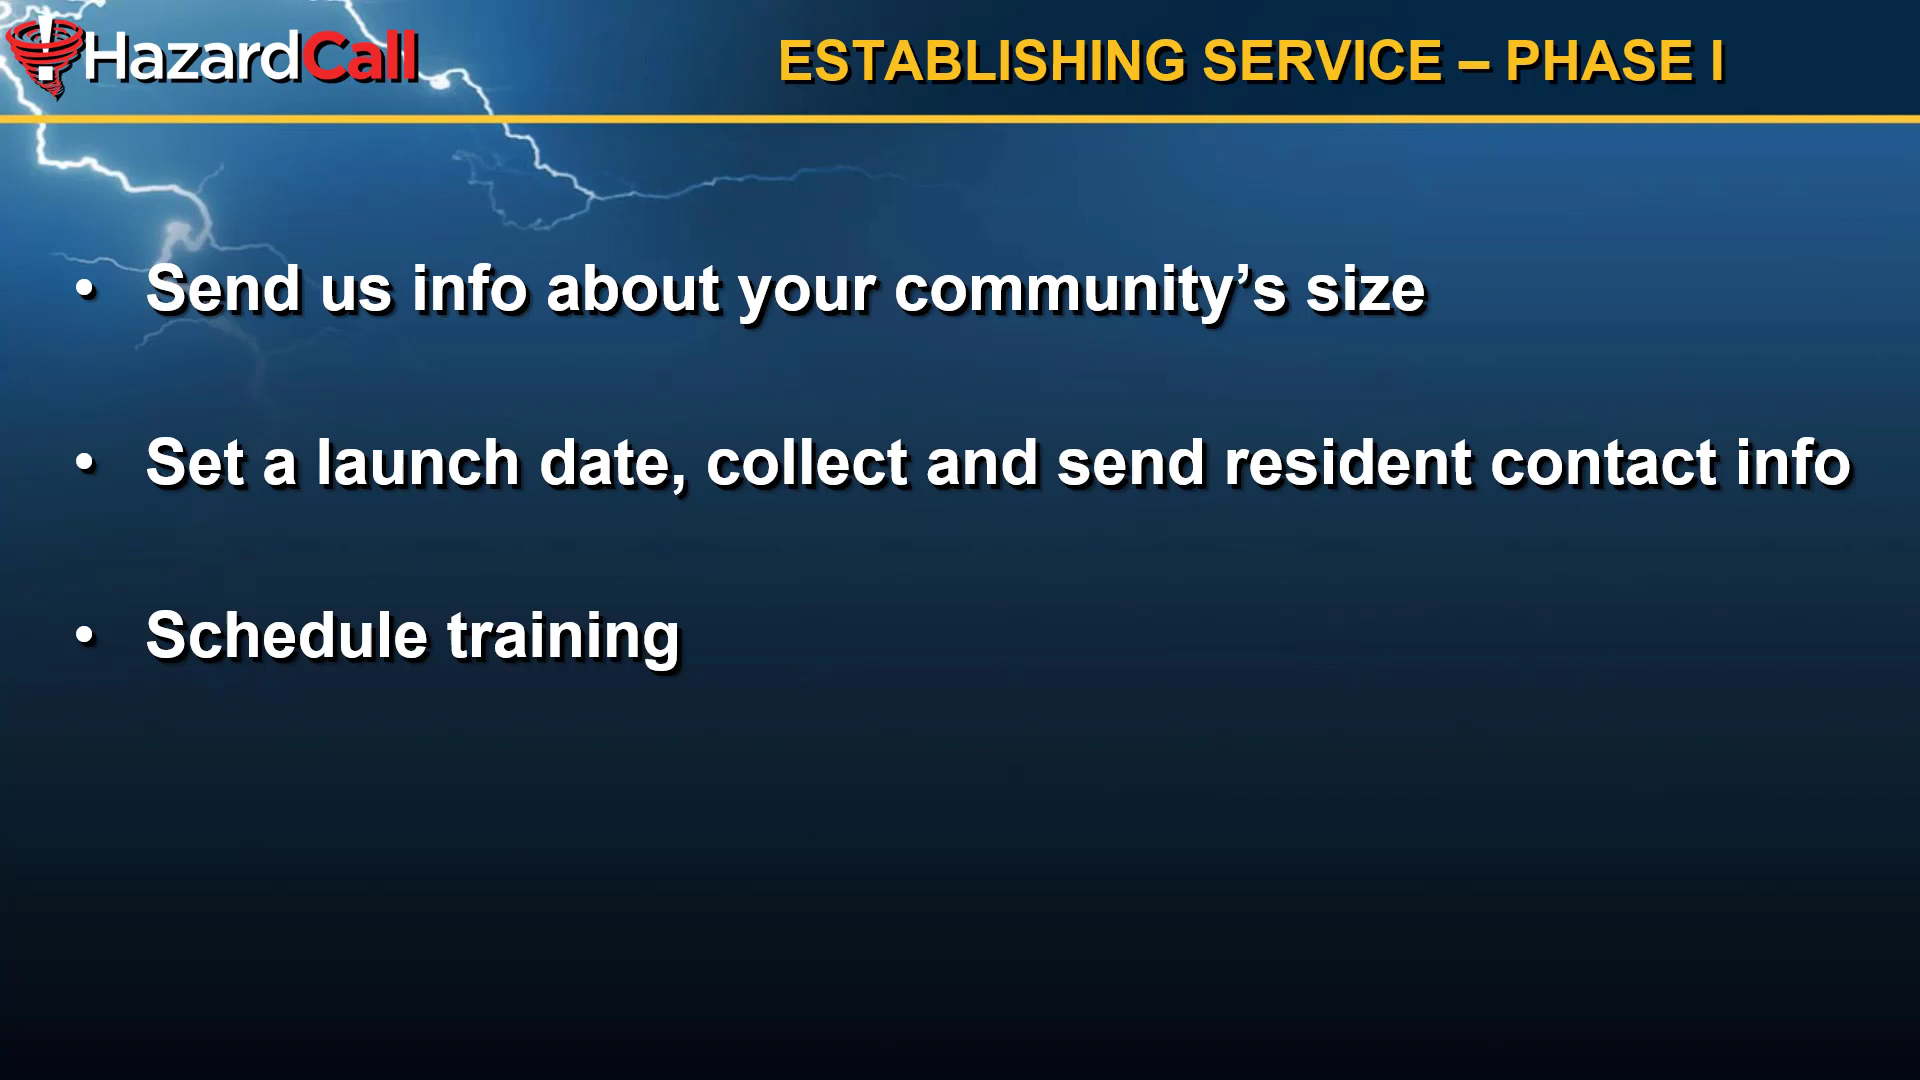 HazardCall
ESTABLISHING SERVICE – PHASE I
• Send us info about your community’s size
• Set a launch date, collect and send resident contact info
• Schedule training